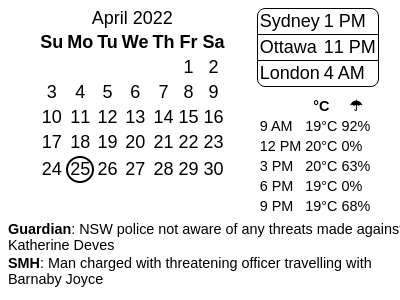 April 2022
Su Mo Tu We Th Fr Sa
1 2
3 4 5 6 7 8 9
10 11 12 13 14 15 16
17 18 19 20 21 22 23
24 25 26 27 28 29 30
Sydney 1 PM
Ottawa 11 PM
London 4 AM
°C ☂
9 AM 19°C 92%
12 PM 20°C 0%
3 PM 20°C 63%
6 PM 19°C 0%
9 PM 19°C 68%
Guardian: NSW police not aware of any threats made against
Katherine Deves
SMH: Man charged with threatening officer travelling with
Barnaby Joyce